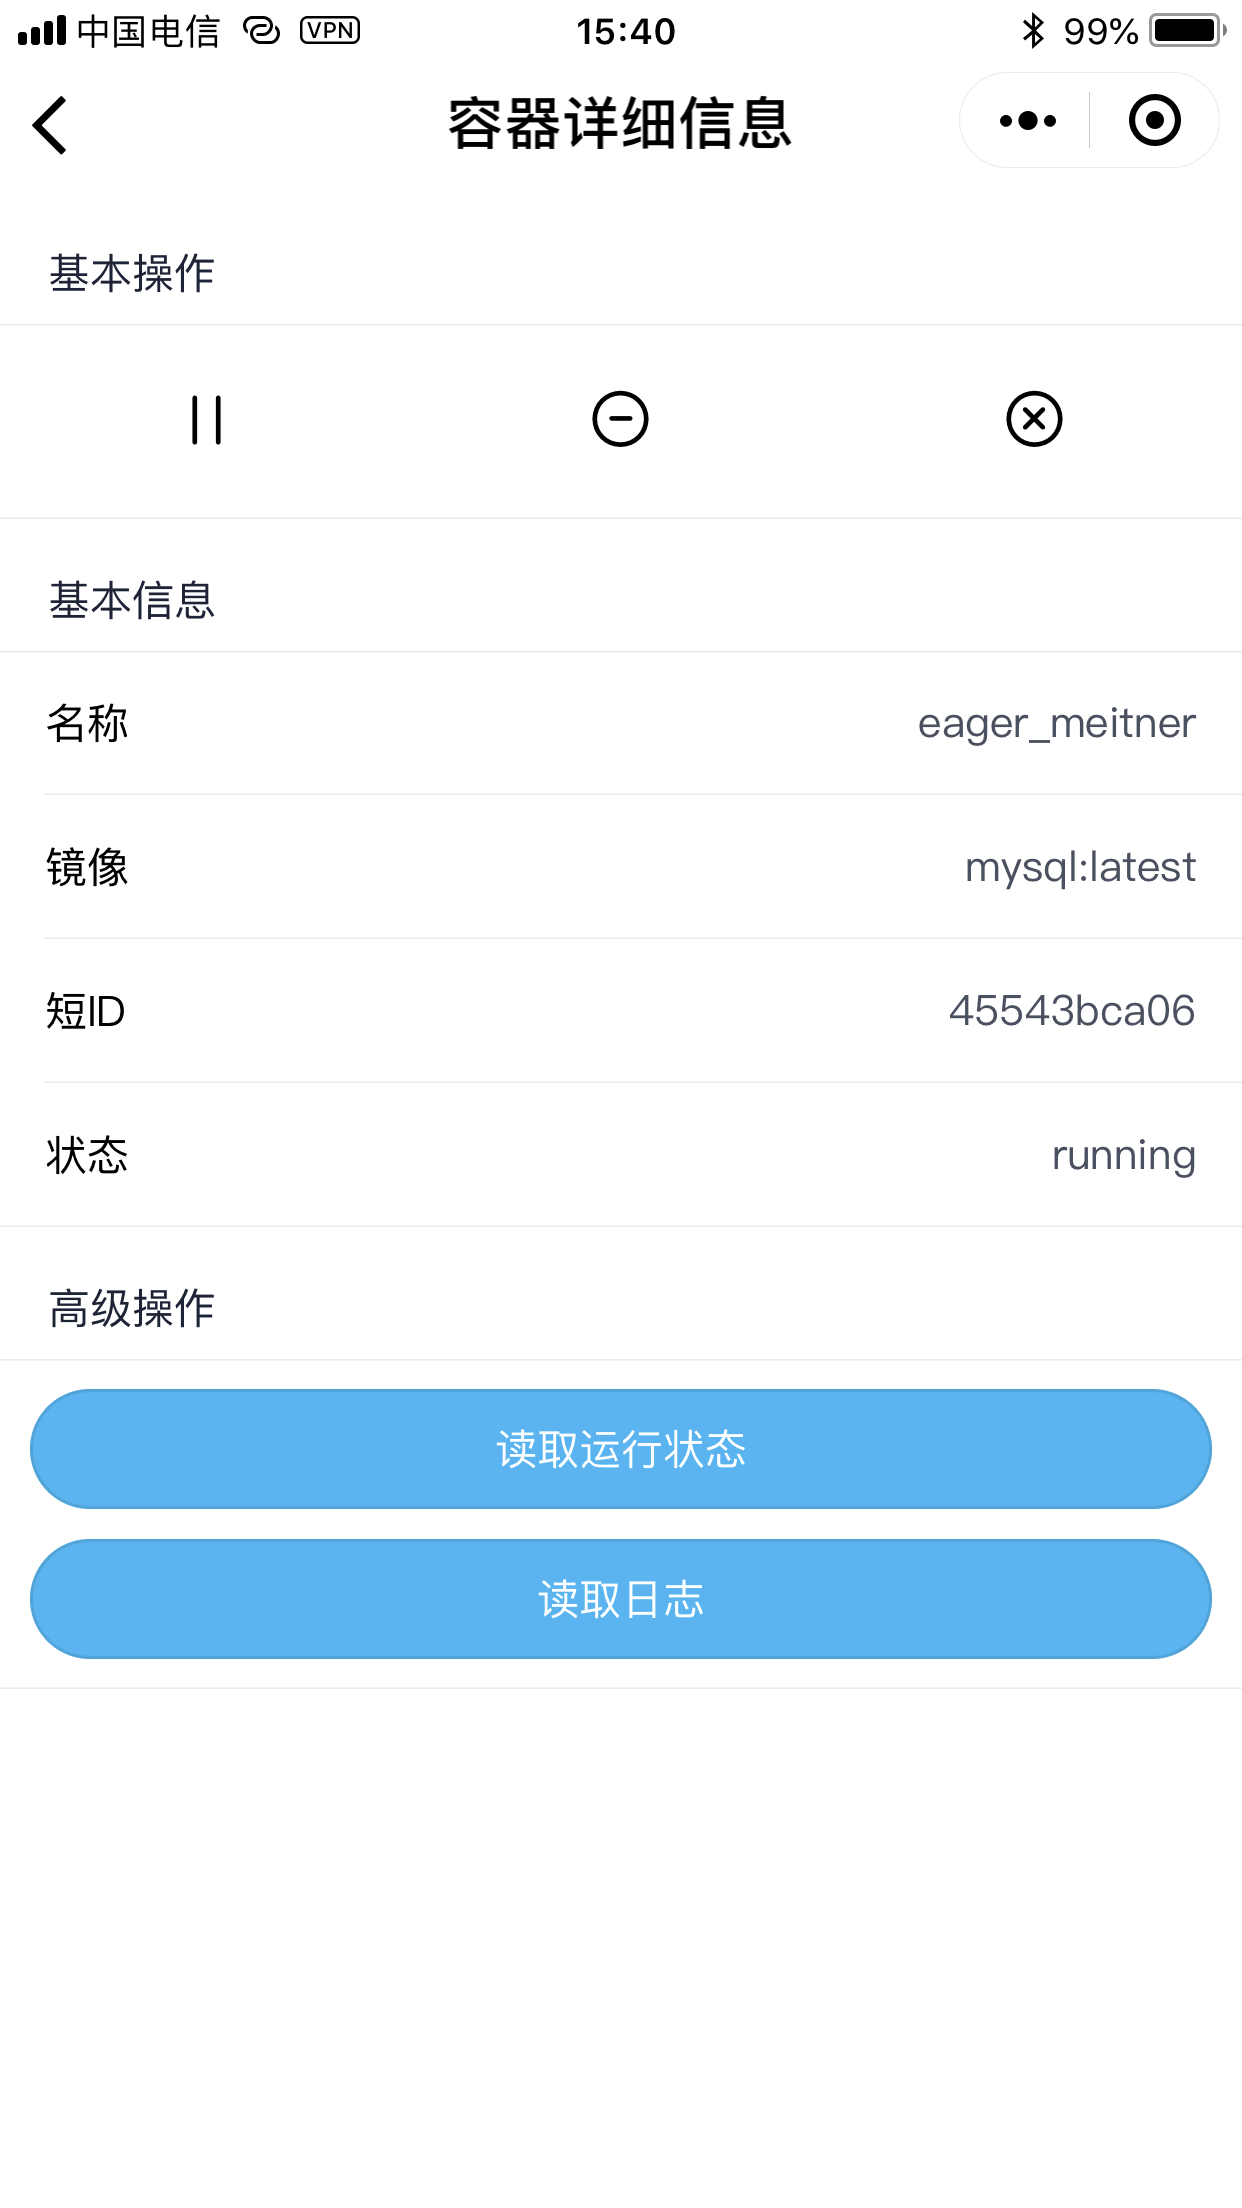 中国电信 VPN 15:40 99%
容器详细信息
基本操作
基本信息
名称 eager_meitner
镜像 mysql:latest
短ID 45543bca06
状态 running
高级操作
读取运行状态
读取日志